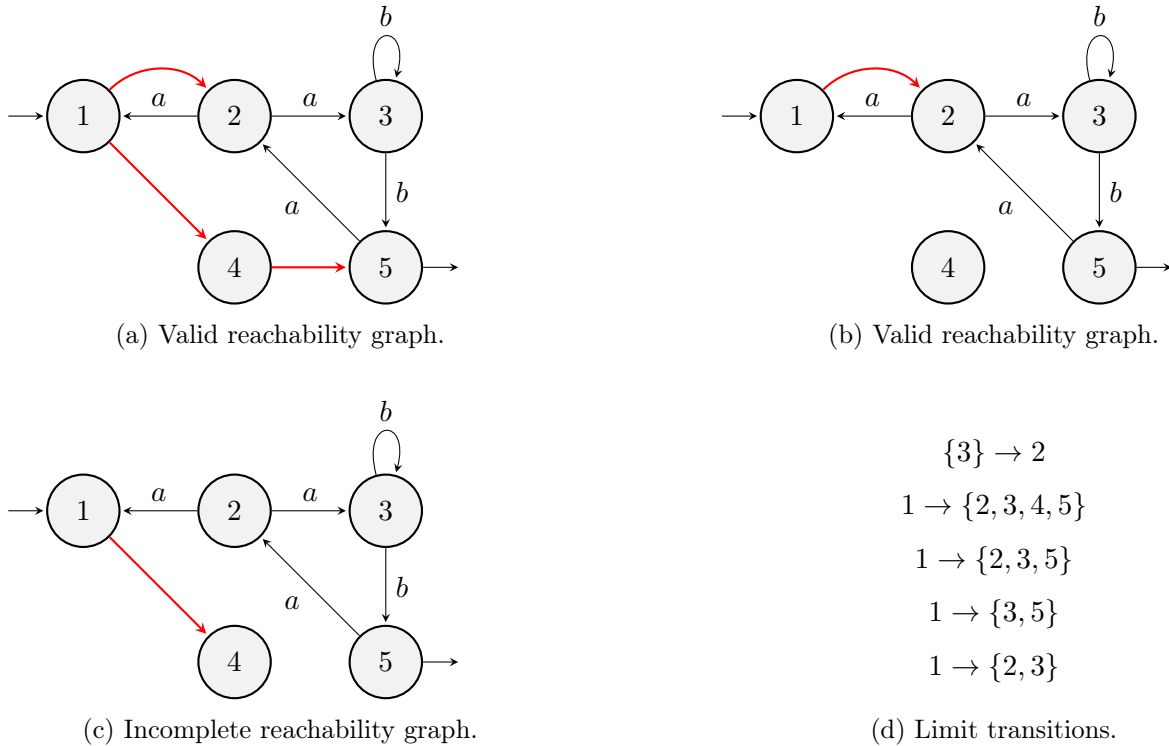 b
b
1
a
2
a
3
1
a
2
a
3
a
b
a
b
4
5
4
5
(a) Valid reachability graph.
(b) Valid reachability graph.
b
{3} → 2
1
a
2
a
3
1 → {2, 3, 4, 5}
1 → {2, 3, 5}
a
b
1 → {3, 5}
4
5
1 → {2, 3}
(c) Incomplete reachability graph.
(d) Limit transitions.